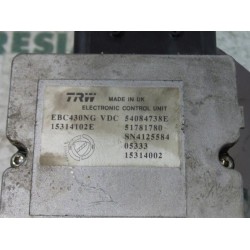 TRW
MADE IN UK
ELECTRONIC CONTROL UNIT
EBC430NG VDC 54084738E
15314102E 51781780
SN4125584
05333
15314002